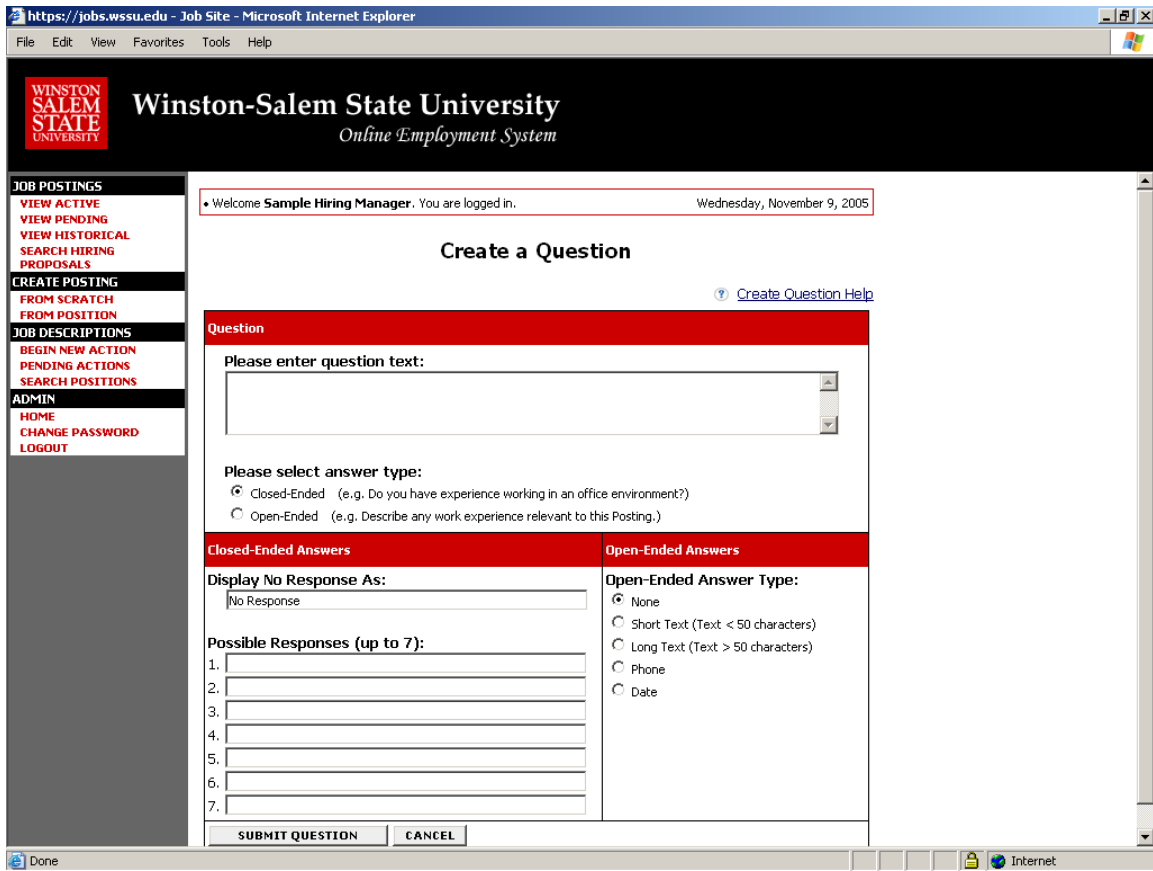 https://jobs.wssu.edu - Job Site - Microsoft Internet Explorer
File Edit View Favorites Tools Help
WINSTON
SALEM
STATE
UNIVERSITY
Winston-Salem State University
Online Employment System
JOB POSTINGS
VIEW ACTIVE
VIEW PENDING
VIEW HISTORICAL
SEARCH HIRING
PROPOSALS
CREATE POSTING
FROM SCRATCH
FROM POSITION
JOB DESCRIPTIONS
BEGIN NEW ACTION
PENDING ACTIONS
SEARCH POSITIONS
ADMIN
HOME
CHANGE PASSWORD
LOGOUT
• Welcome Sample Hiring Manager. You are logged in. Wednesday, November 9, 2005
Create a Question
? Create Question Help
Question
Please enter question text:
Please select answer type:
Closed-Ended (e.g. Do you have experience working in an office environment?)
Open-Ended (e.g. Describe any work experience relevant to this Posting.)
Closed-Ended Answers
Display No Response As:
No Response
Possible Responses (up to 7):
1.
2.
3.
4.
5.
6.
7.
Open-Ended Answers
Open-Ended Answer Type:
None
Short Text (Text < 50 characters)
Long Text (Text > 50 characters)
Phone
Date
SUBMIT QUESTION CANCEL
Done Internet